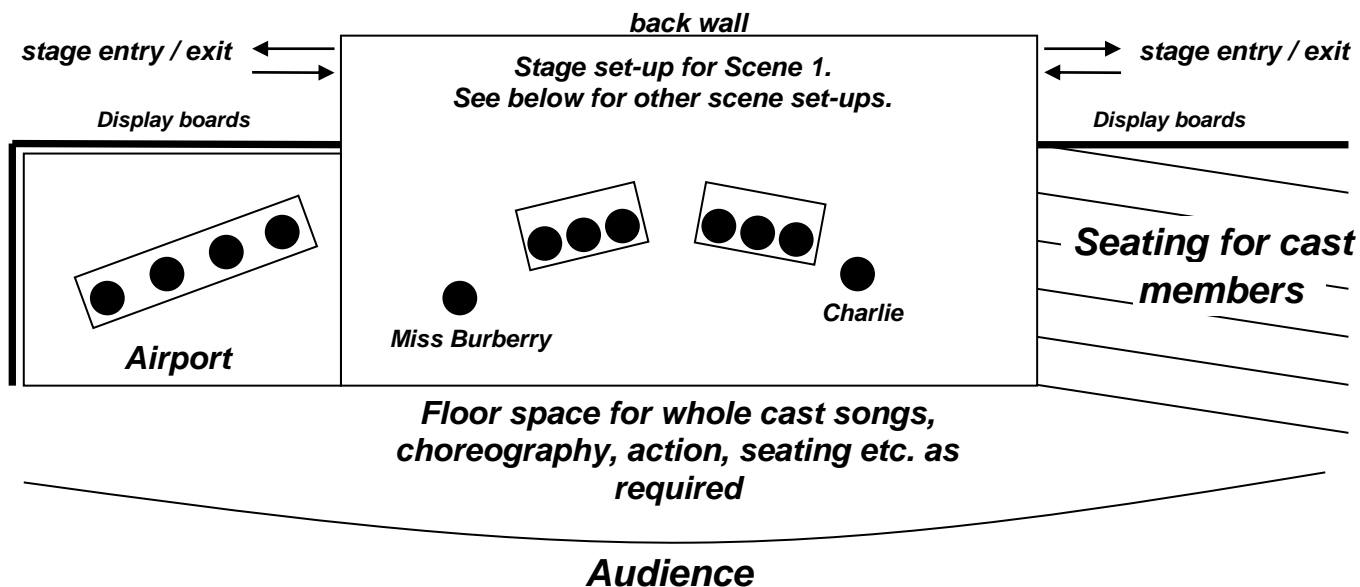 back wall
stage entry / exit
stage entry / exit
Stage set-up for Scene 1.
See below for other scene set-ups.
Display boards
Display boards
Seating for cast
members
Charlie
Miss Burberry
Airport
Floor space for whole cast songs,
choreography, action, seating etc. as
required
Audience